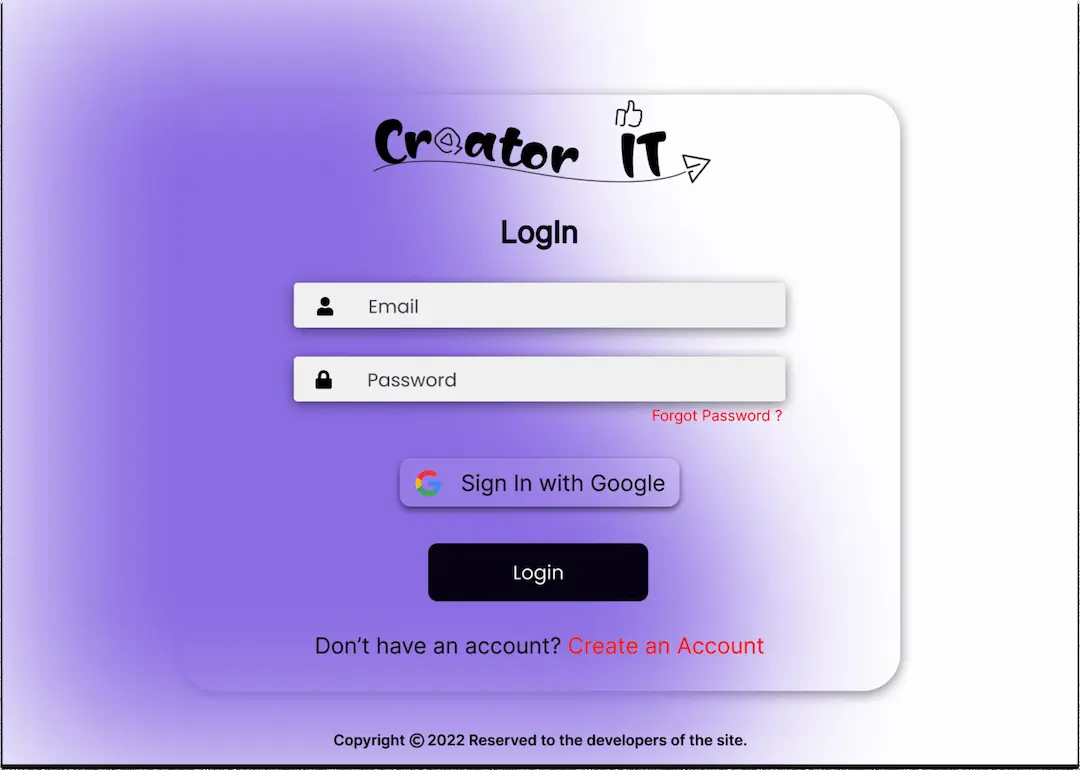 Creator IT
LogIn
Email
Password
Forgot Password ?
Sign In with Google
Login
Don’t have an account? Create an Account
Copyright © 2022 Reserved to the developers of the site.